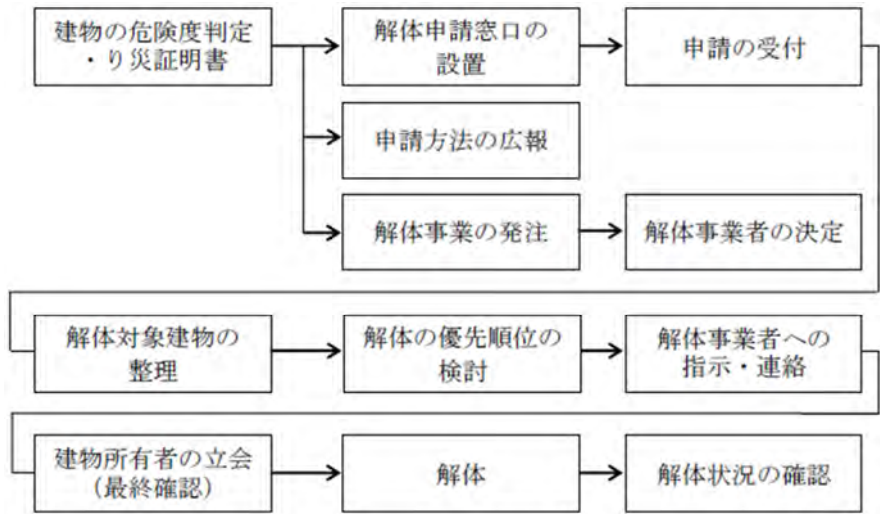 建物の危険度判定
・り災証明書
解体申請窓口の
設置
申請の受付
申請方法の広報
解体事業の発注
解体事業者の決定
解体対象建物の
整理
解体の優先順位の
検討
解体事業者への
指示・連絡
建物所有者の立会
（最終確認）
解体
解体状況の確認